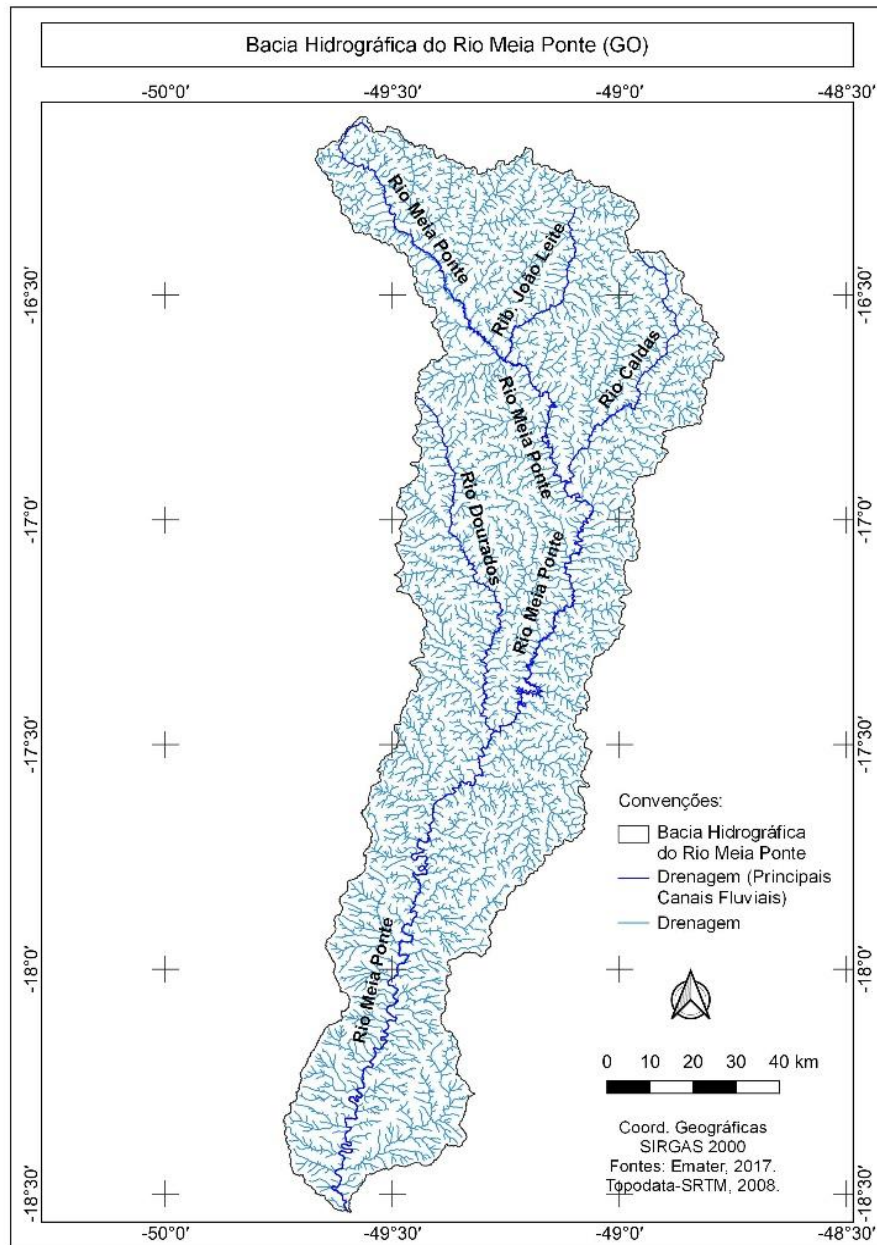 Bacia Hidrográfica do Rio Meia Ponte (GO)
-50°0'
-49°30'
-49°0'
-48°30'
Rio Meia Ponte
Rib. João Leite
-16°30'
-16°30'
Rio Caldas
Rio Meia Ponte
Rio Dourados
-17°0'
-17°0'
Rio Meia Ponte
-17°30'
-17°30'
Convenções:
Bacia Hidrográfica
do Rio Meia Ponte
Drenagem (Principais
Canais Fluviais)
Drenagem
Rio Meia Ponte
-18°0'
-18°0'
0 10 20 30 40 km
Coord. Geográficas
SIRGAS 2000
Fontes: Emater, 2017.
Topodata-SRTM, 2008.
-18°30'
-18°30'
-50°0'
-49°30'
-49°0'
-48°30'